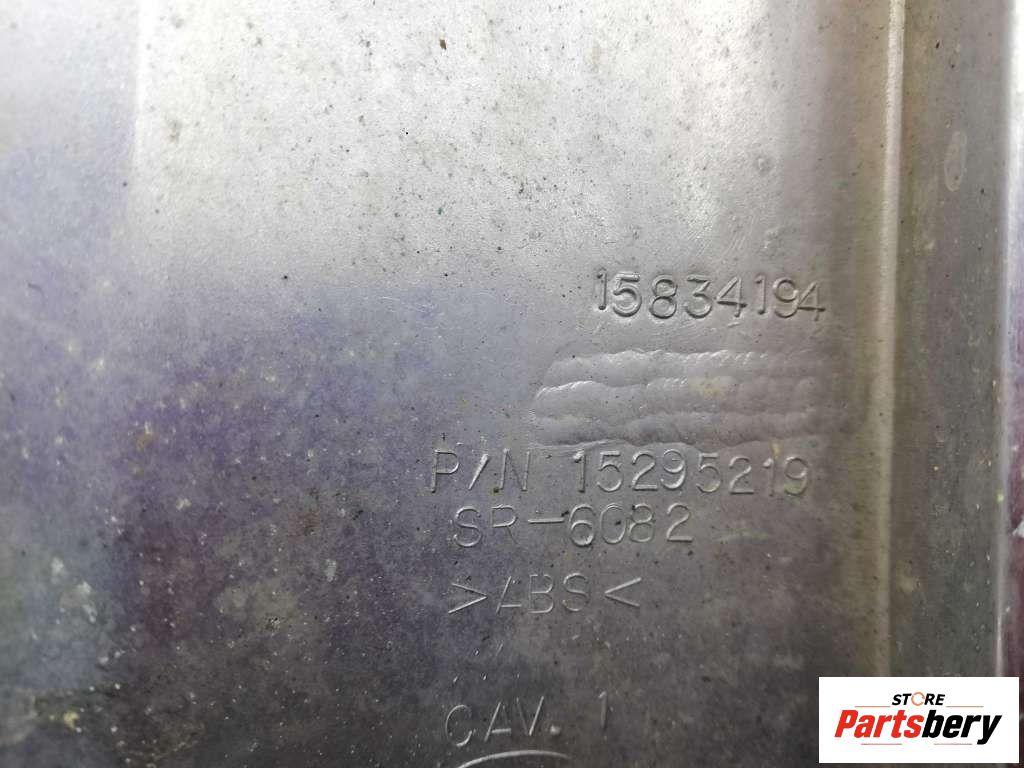 15834194
P/N 15295219
SR-6082
>ABS<
CAV. 1
STORE
Partsbery